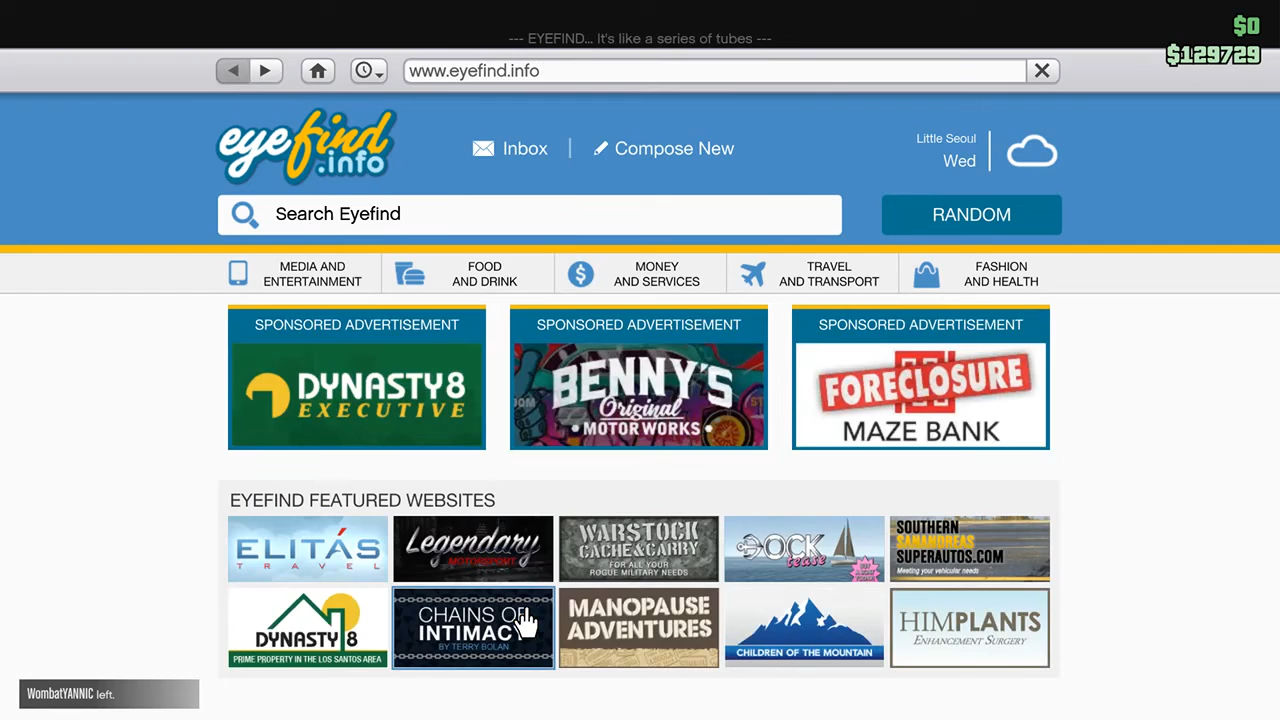 --- EYEFIND... It's like a series of tubes ---
$0
$129729
www.eyefind.info
eyefind
.info
Inbox
Compose New
Little Seoul
Wed
Search Eyefind
RANDOM
MEDIA AND
ENTERTAINMENT
FOOD
AND DRINK
MONEY
AND SERVICES
TRAVEL
AND TRANSPORT
FASHION
AND HEALTH
SPONSORED ADVERTISEMENT
DYNASTY8
EXECUTIVE
SPONSORED ADVERTISEMENT
BENNY'S
Original
MOTORWORKS
SPONSORED ADVERTISEMENT
FORECLOSURE
MAZE BANK
EYEFIND FEATURED WEBSITES
ELITÁS
TRAVEL
Legendary
MOTORSPORT
WARSTOCK
CACHE&CARRY
FOR ALL YOUR
ROGUE MILITARY NEEDS
DOCK
tease
SOUTHERN
SANANDREAS
SUPERAUTOS.COM
Meeting your vehicular needs
DYNASTY 8
PRIME PROPERTY IN THE LOS SANTOS AREA
CHAINS OF
INTIMACY
BY TERRY BOLAN
MANOPAUSE
ADVENTURES
CHILDREN OF THE MOUNTAIN
HIMPLANTS
ENHANCEMENT SURGERY
WombatYANNIC left.